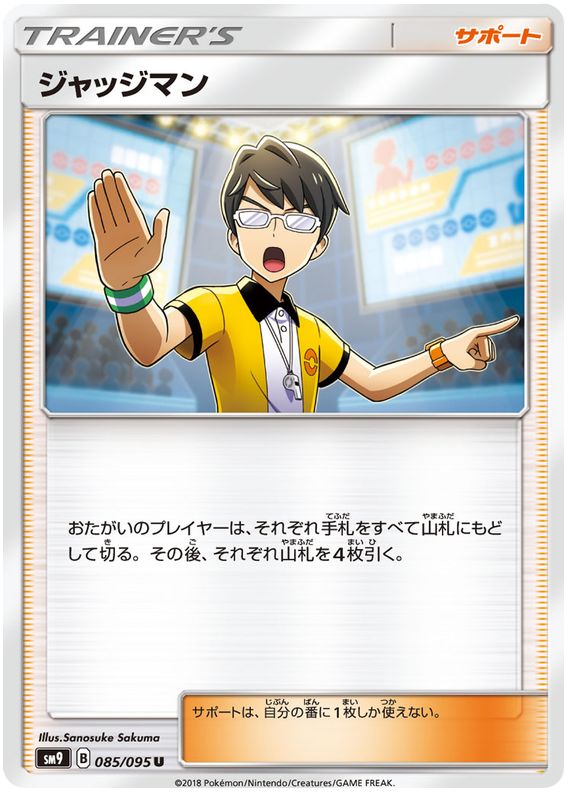 TRAINER'S
サポート
ジャッジマン
おたがいのプレイヤーは、それぞれ手札をすべて山札にもど
して切る。その後、それぞれ山札を4枚引く。
サポートは、自分の番に1枚しか使えない。
Illus.Sanosuke Sakuma
SM9 B 085/095 U
©2018 Pokémon/Nintendo/Creatures/GAME FREAK.